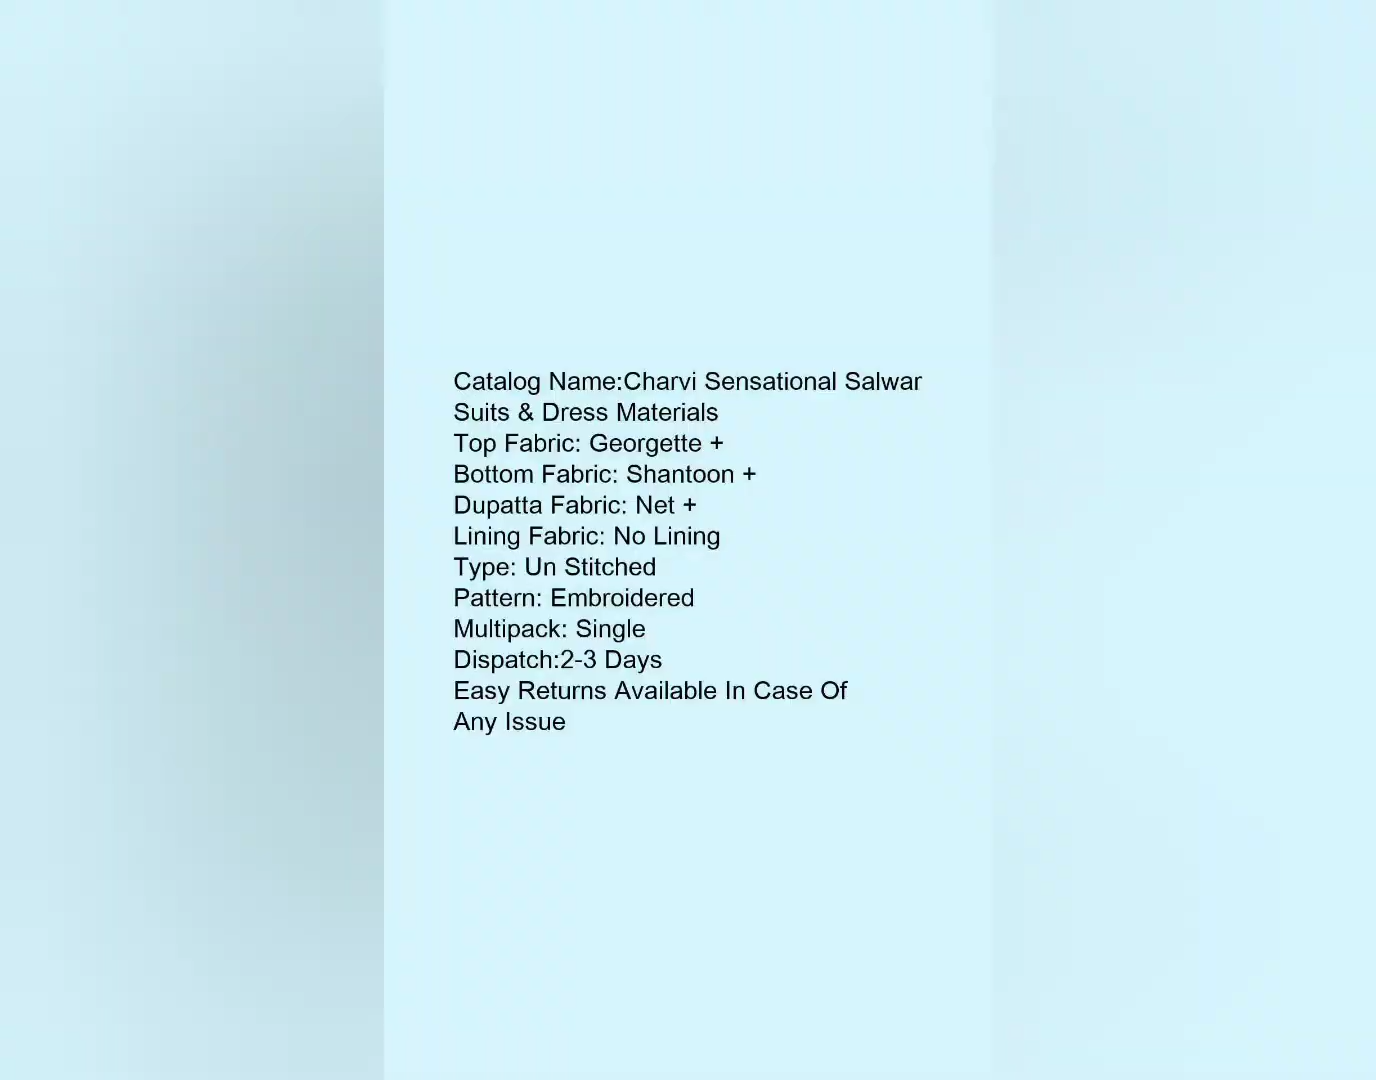 Catalog Name:Charvi Sensational Salwar
Suits & Dress Materials
Top Fabric: Georgette +
Bottom Fabric: Shantoon +
Dupatta Fabric: Net +
Lining Fabric: No Lining
Type: Un Stitched
Pattern: Embroidered
Multipack: Single
Dispatch:2-3 Days
Easy Returns Available In Case Of
Any Issue